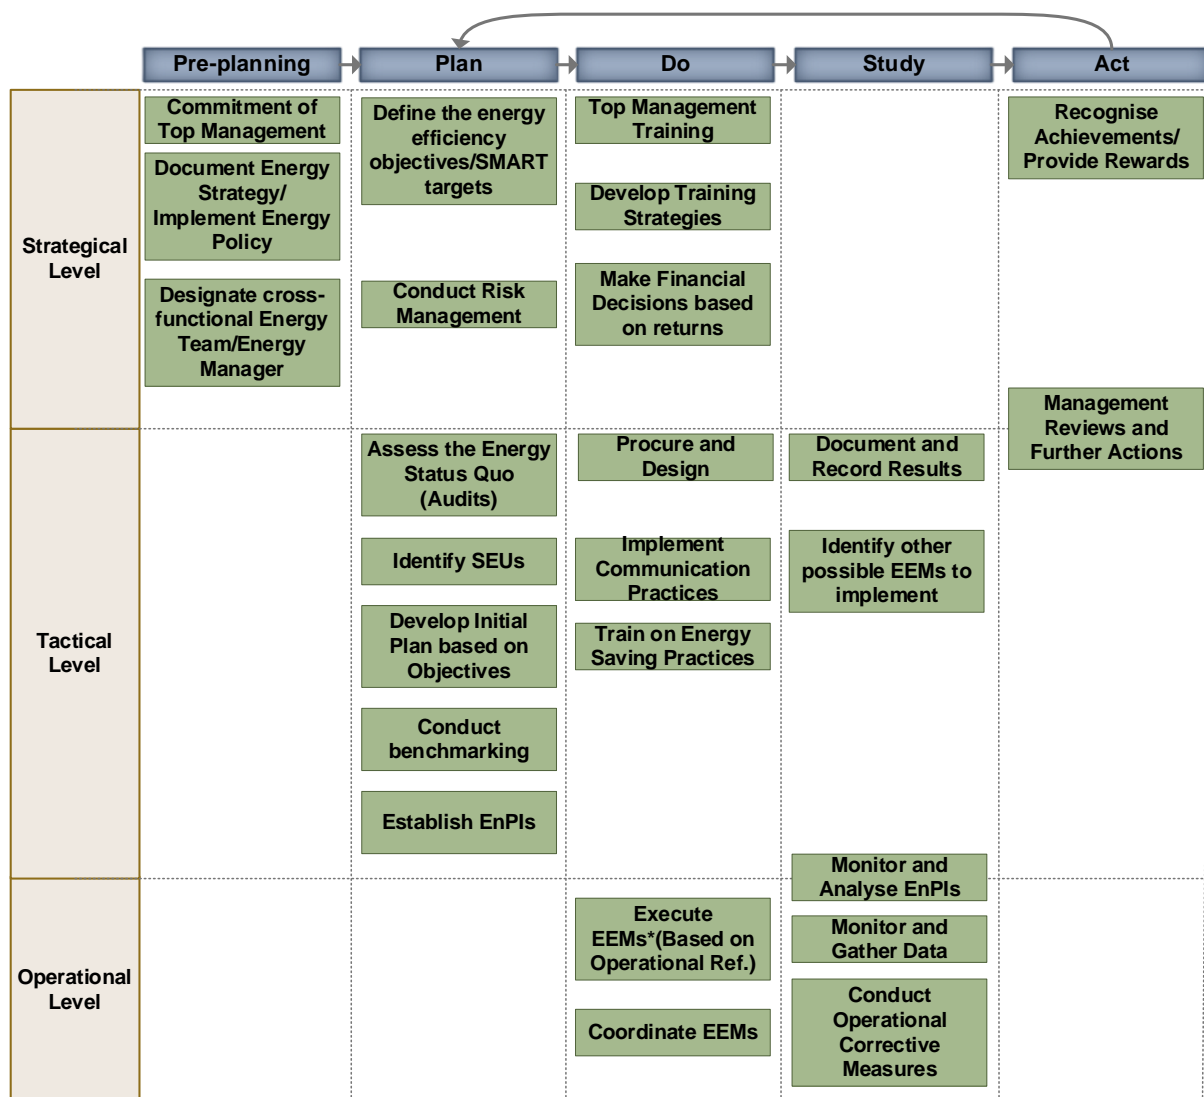 Pre-planning
Plan
Do
Study
Act
Strategical
Level
Commitment of
Top Management
Document Energy
Strategy/
Implement Energy
Policy
Designate cross-
functional Energy
Team/Energy
Manager
Define the energy
efficiency
objectives/SMART
targets
Conduct Risk
Management
Top Management
Training
Develop Training
Strategies
Make Financial
Decisions based
on returns
Recognise
Achievements/
Provide Rewards
Management
Reviews and
Further Actions
Tactical
Level
Assess the Energy
Status Quo
(Audits)
Identify SEUs
Develop Initial
Plan based on
Objectives
Conduct
benchmarking
Establish EnPIs
Procure and
Design
Implement
Communication
Practices
Train on Energy
Saving Practices
Document and
Record Results
Identify other
possible EEMs to
implement
Monitor and
Analyse EnPIs
Operational
Level
Execute
EEMs*(Based on
Operational Ref.)
Coordinate EEMs
Monitor and
Gather Data
Conduct
Operational
Corrective
Measures